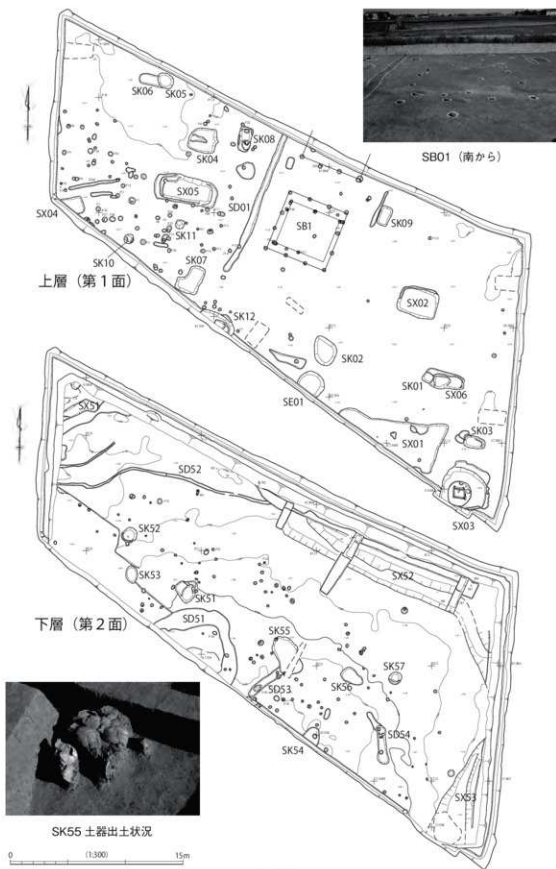 SB01（南から）
SK06
SK05
SK08
SK04
SX05
SD01
SB1
SK09
SX04
SK11
SK10
SK07
上層（第１面）
SX02
SK12
SK02
SK01
SX06
SE01
SK03
SX01
SX03
SX51
SD52
SK52
SX52
SK53
SK51
下層（第２面）
SD51
SK55
SK57
SK56
SD53
SD54
SK54
SX53
SK55 土器出土状況
0 (1:300) 15m